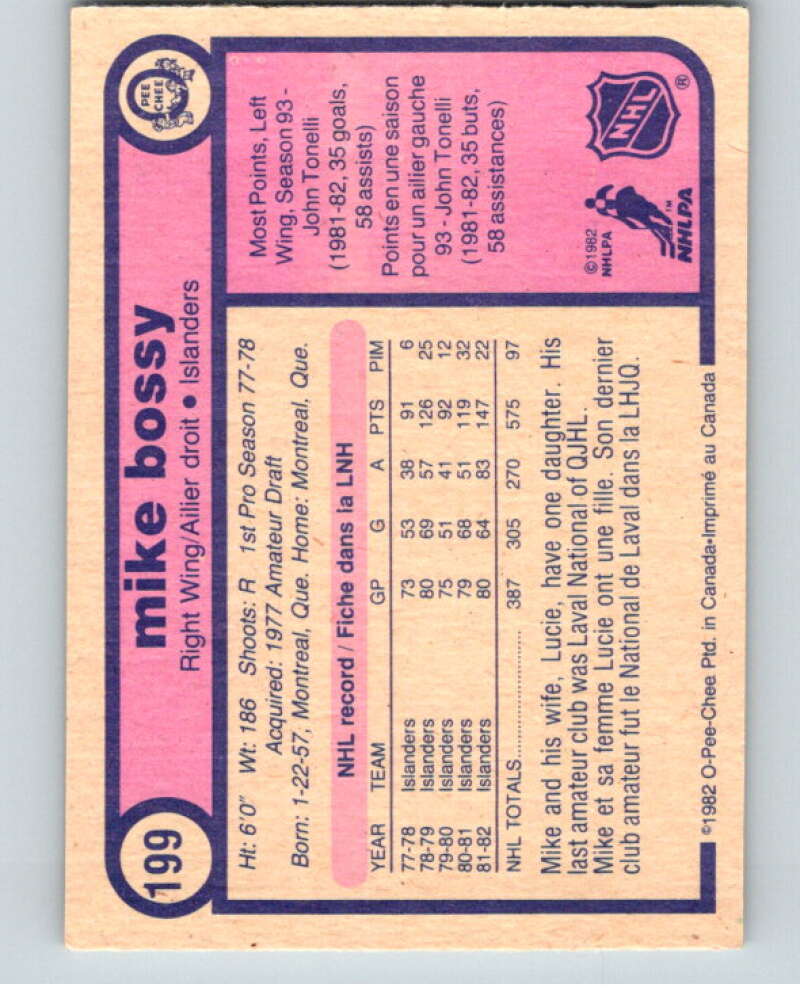 199
mike bossy
Right Wing/Ailier droit • Islanders
O
PEE
CHEE
Ht: 6'0" Wt: 186 Shoots: R 1st Pro Season 77-78
Acquired: 1977 Amateur Draft
Born: 1-22-57, Montreal, Que. Home: Montreal, Que.
NHL record / Fiche dans la LNH
YEAR TEAM GP G A PTS PIM
77-78 Islanders 73 53 38 91 6
78-79 Islanders 80 69 57 126 25
79-80 Islanders 75 51 41 92 12
80-81 Islanders 79 68 51 119 32
81-82 Islanders 80 64 83 147 22
NHL TOTALS.................... 387 305 270 575 97
Mike and his wife, Lucie, have one daughter. His
last amateur club was Laval National of QJHL.
Mike et sa femme Lucie ont une fille. Son dernier
club amateur fut le National de Laval dans la LHJQ.
Most Points, Left
Wing, Season 93 -
John Tonelli
(1981-82, 35 goals,
58 assists)
Points en une saison
pour un ailier gauche
93 - John Tonelli
(1981-82, 35 buts,
58 assistances)
©1982
NHLPA
NHLPA™
NHL®
©1982 O-Pee-Chee Ptd. in Canada•Imprimé au Canada